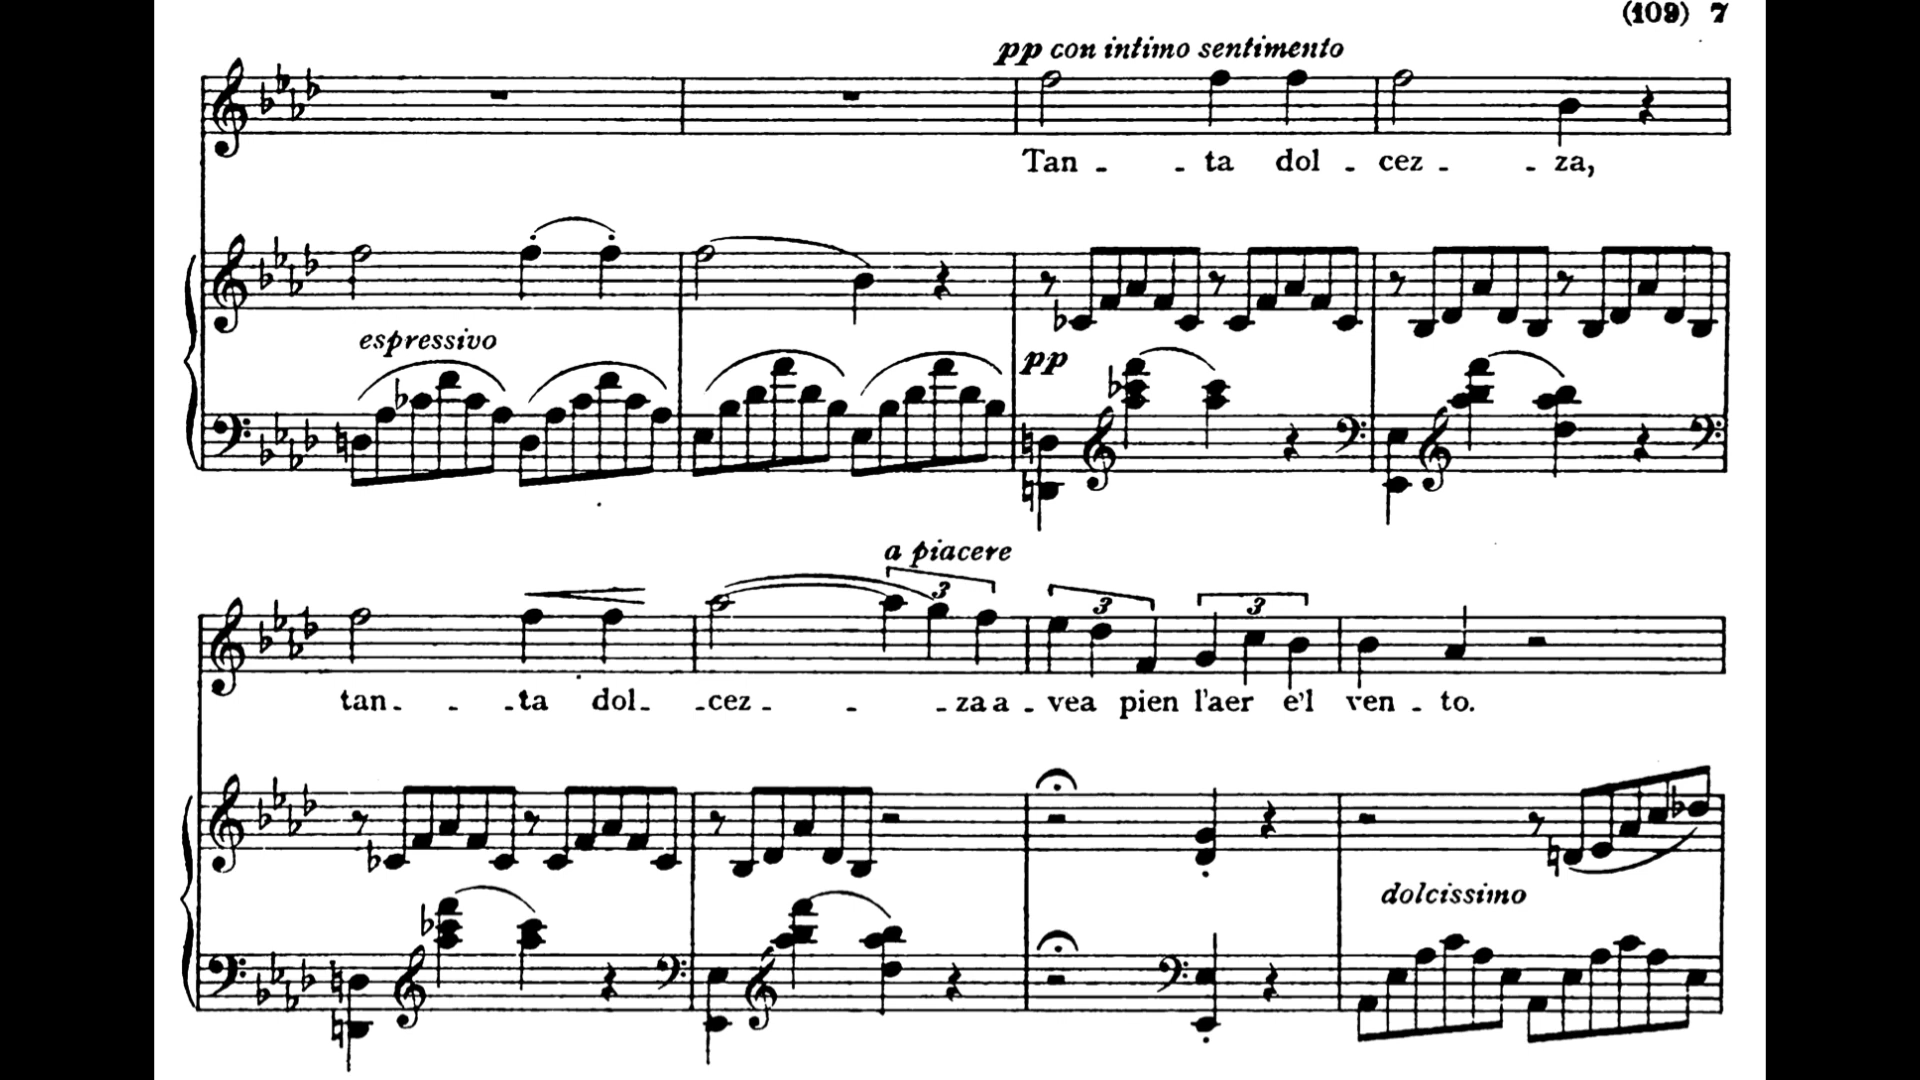 (109) 7
pp con intimo sentimento
Tan - - ta dol - cez - - za,
espressivo
pp
a piacere
3
3 3
tan - - - ta dol - - cez - - - za a - vea pien l'aer e'l ven - to.
dolcissimo